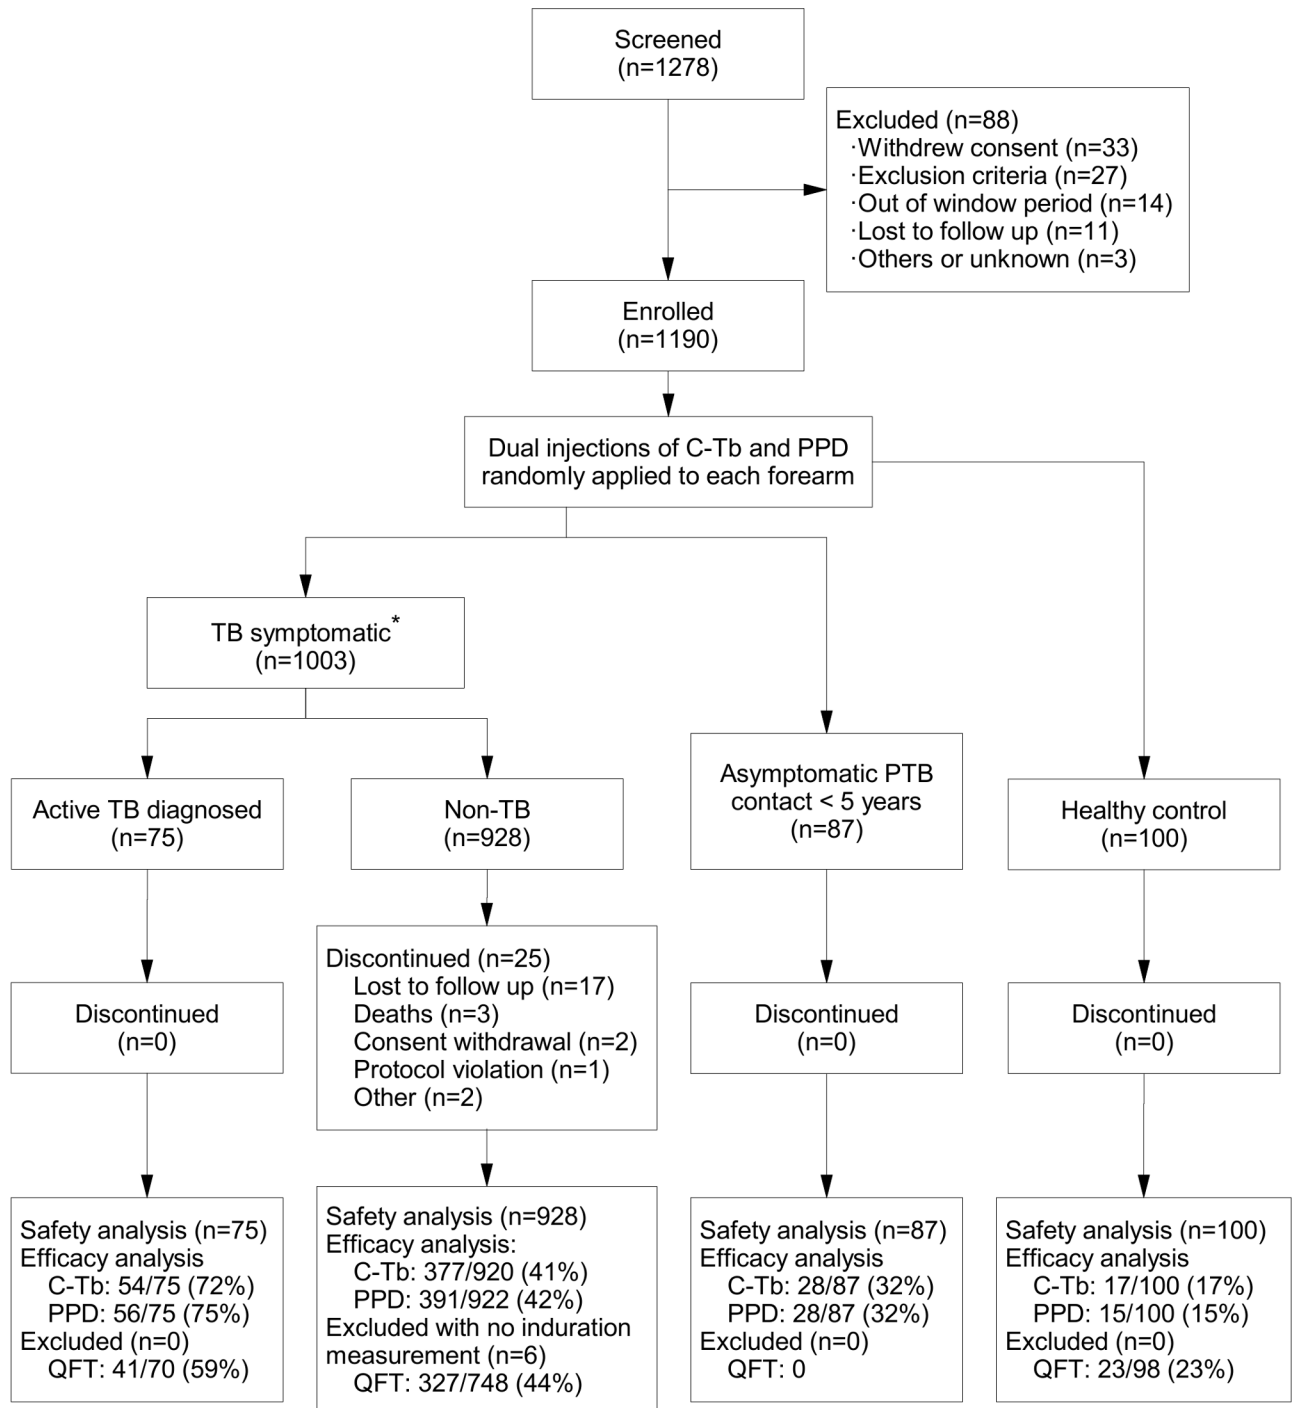 Screened
(n=1278)
Excluded (n=88)
·Withdrew consent (n=33)
·Exclusion criteria (n=27)
·Out of window period (n=14)
·Lost to follow up (n=11)
·Others or unknown (n=3)
Enrolled
(n=1190)
Dual injections of C-Tb and PPD
randomly applied to each forearm
TB symptomatic*
(n=1003)
Active TB diagnosed
(n=75)
Non-TB
(n=928)
Asymptomatic PTB
contact < 5 years
(n=87)
Healthy control
(n=100)
Discontinued
(n=0)
Discontinued (n=25)
Lost to follow up (n=17)
Deaths (n=3)
Consent withdrawal (n=2)
Protocol violation (n=1)
Other (n=2)
Discontinued
(n=0)
Discontinued
(n=0)
Safety analysis (n=75)
Efficacy analysis
C-Tb: 54/75 (72%)
PPD: 56/75 (75%)
Excluded (n=0)
QFT: 41/70 (59%)
Safety analysis (n=928)
Efficacy analysis:
C-Tb: 377/920 (41%)
PPD: 391/922 (42%)
Excluded with no induration
measurement (n=6)
QFT: 327/748 (44%)
Safety analysis (n=87)
Efficacy analysis
C-Tb: 28/87 (32%)
PPD: 28/87 (32%)
Excluded (n=0)
QFT: 0
Safety analysis (n=100)
Efficacy analysis
C-Tb: 17/100 (17%)
PPD: 15/100 (15%)
Excluded (n=0)
QFT: 23/98 (23%)